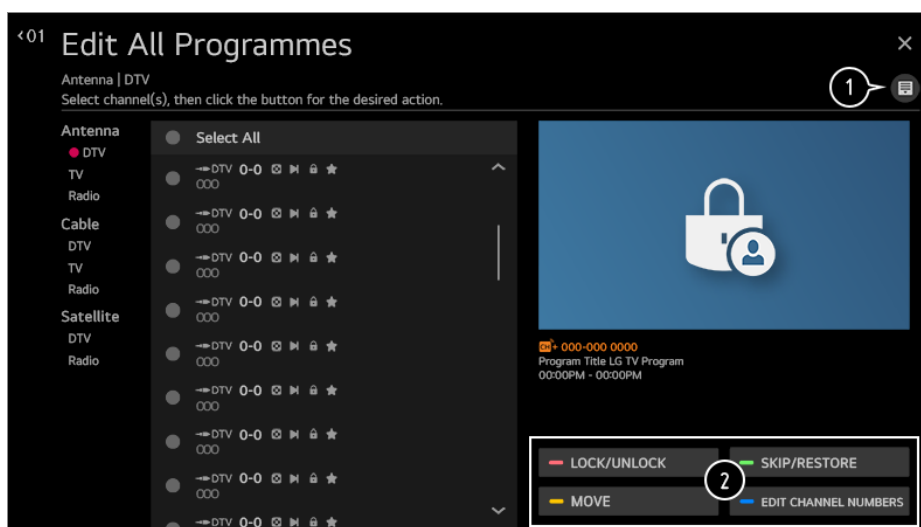 <01 Edit All Programmes
Antenna | DTV
Select channel(s), then click the button for the desired action.
1
Antenna
DTV
TV
Radio
Cable
DTV
TV
Radio
Satellite
DTV
Radio
Select All
DTV 0-0
000
DTV 0-0
000
DTV 0-0
000
DTV 0-0
000
DTV 0-0
000
DTV 0-0
000
DTV 0-0
000
DTV 0-0
000
DTV 0-0
CH+ 000-000 0000
Program Title LG TV Program
00:00PM - 00:00PM
LOCK/UNLOCK
SKIP/RESTORE
2
MOVE
EDIT CHANNEL NUMBERS